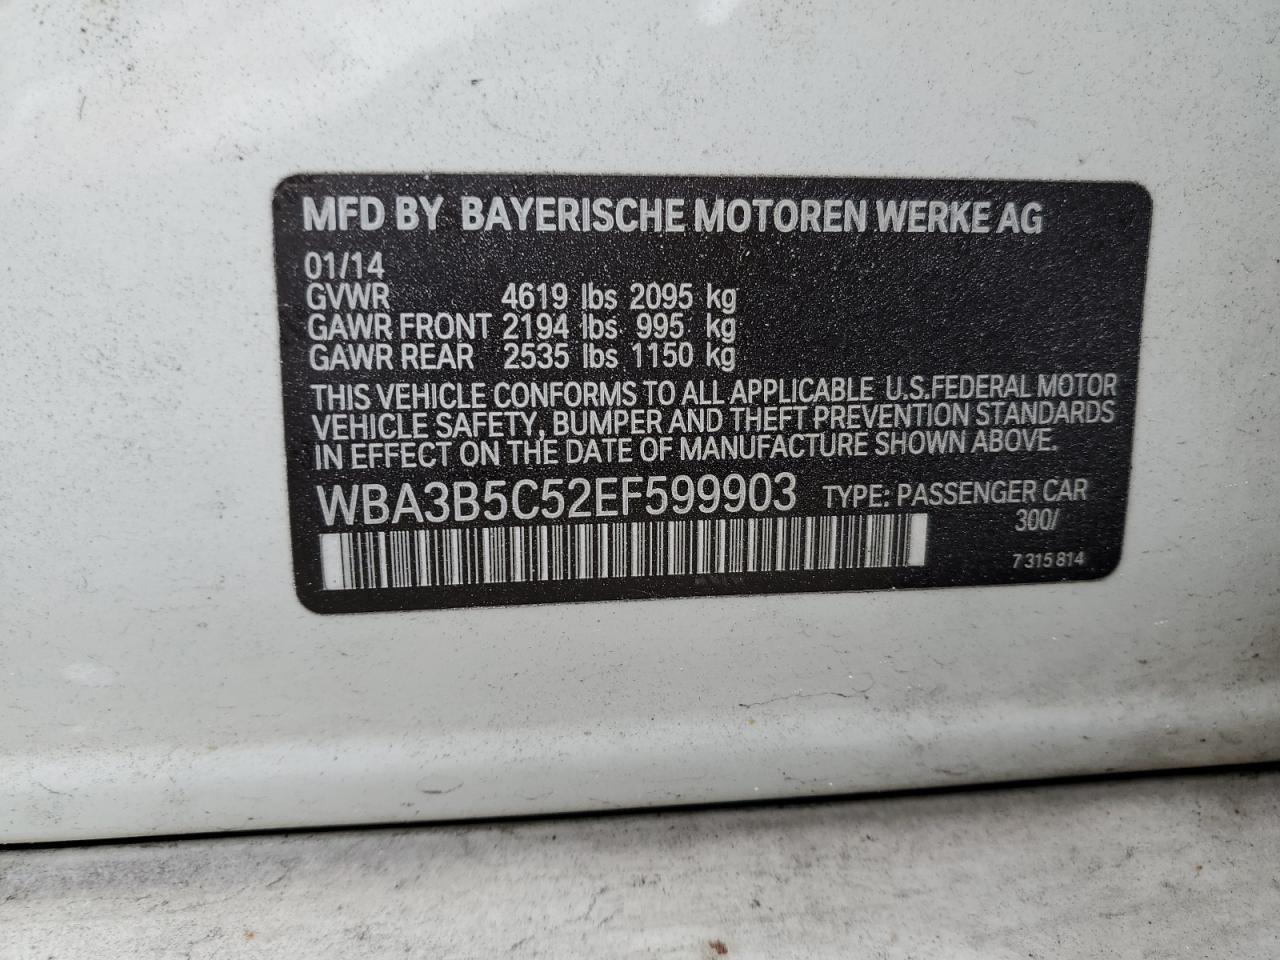 MFD BY BAYERISCHE MOTOREN WERKE AG
01/14
GVWR 4619 lbs 2095 kg
GAWR FRONT 2194 lbs 995 kg
GAWR REAR 2535 lbs 1150 kg
THIS VEHICLE CONFORMS TO ALL APPLICABLE U.S.FEDERAL MOTOR
VEHICLE SAFETY, BUMPER AND THEFT PREVENTION STANDARDS
IN EFFECT ON THE DATE OF MANUFACTURE SHOWN ABOVE.
WBA3B5C52EF599903 TYPE: PASSENGER CAR
300/
7 315 814